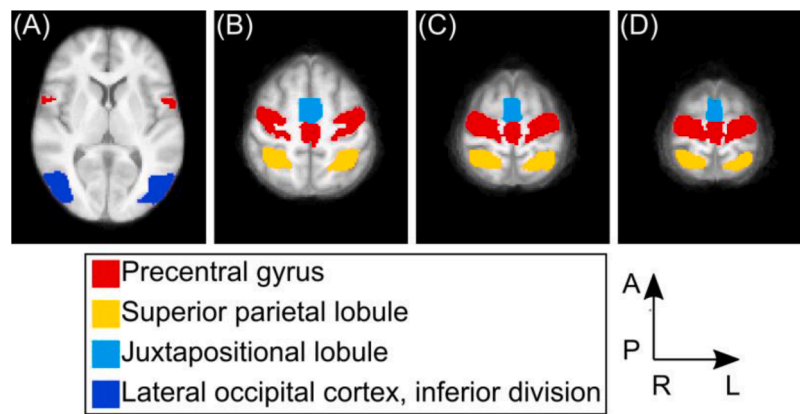 (A) (B) (C) (D)
Precentral gyrus
Superior parietal lobule
Juxtapositional lobule
Lateral occipital cortex, inferior division
A
P
R L